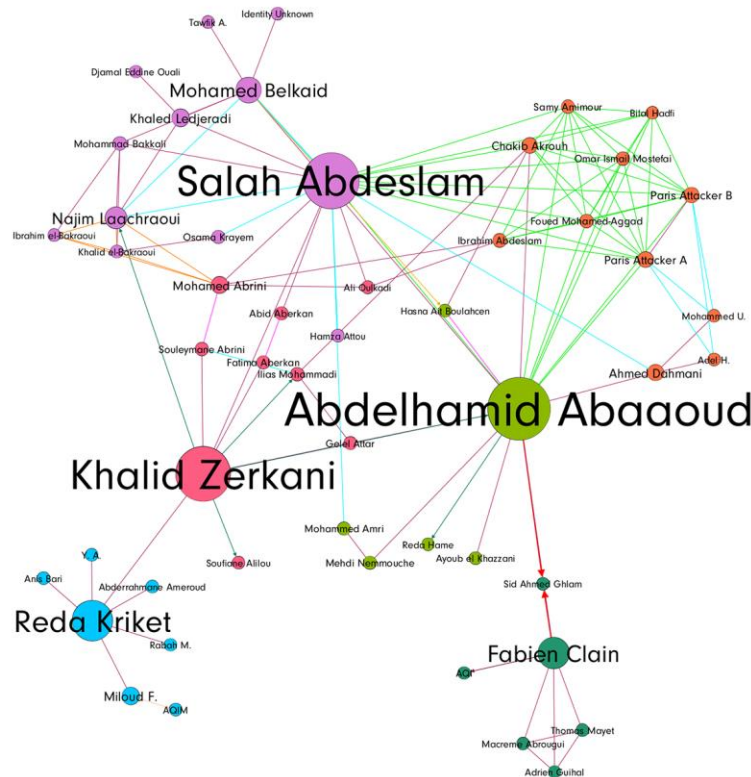 Identity Unknown
Tawfik A.
Djamal Eddine Ouali
Mohamed Belkaid
Khaled Ledjeradi
Mohammad Bakkali
Samy Amimour
Bilal Hadfi
Chakib Akrouh
Omar Ismail Mostefai
Salah Abdeslam
Paris Attacker B
Najim Laachraoui
Foued Mohamed-Aggad
Ibrahim el-Bakraoui
Osama Krayem
Ibrahim Abdeslam
Khalid el-Bakraoui
Paris Attacker A
Mohamed Abrini
Ali Oulkadi
Abid Aberkan
Hasna Ait Boulahcen
Mohammed U.
Hamza Attou
Souleymane Abrini
Fatima Aberkan
Adel H.
Ilias Mohammadi
Ahmed Dahmani
Abdelhamid Abaaoud
Gelel Attar
Khalid Zerkani
Mohammed Amri
Reda Hame
Ayoub el Khazzani
Mehdi Nemmouche
Soufiane Alilou
Y. A.
Anis Bari
Abderrahmane Ameroud
Sid Ahmed Ghlam
Reda Kriket
Rabah M.
Fabien Clain
Miloud F.
AQIM
Thomas Mayet
Macreme Abrougui
Adrien Guihal